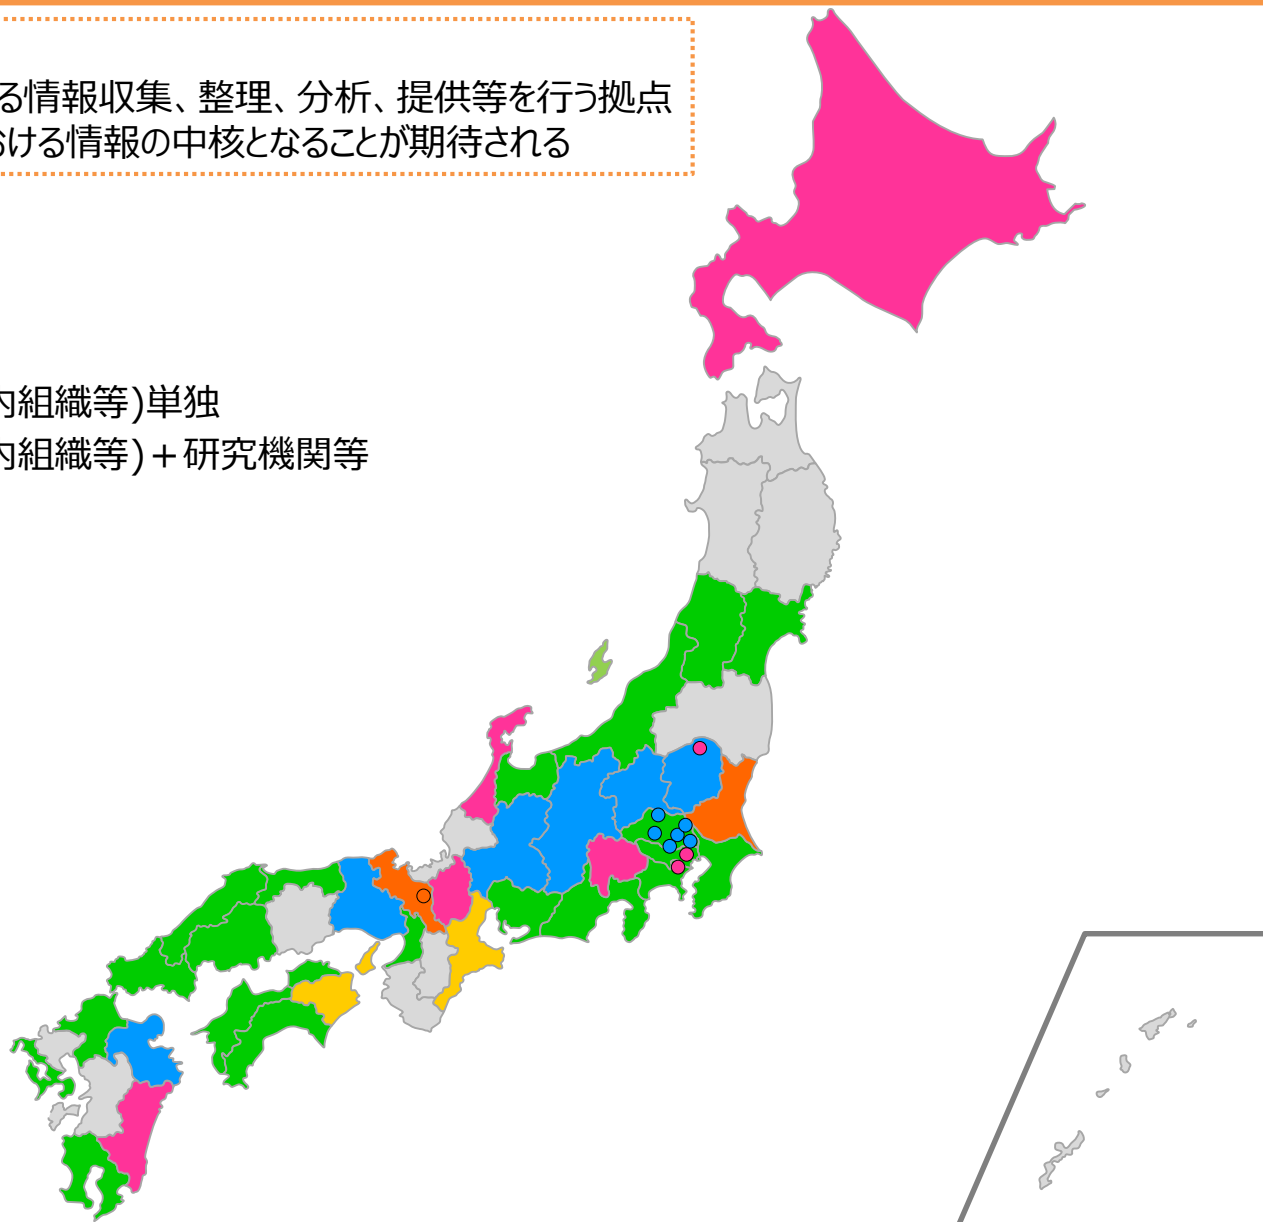 る情報収集、整理、分析、提供等を行う拠点
ける情報の中核となることが期待される
内組織等)単独
内組織等)+研究機関等